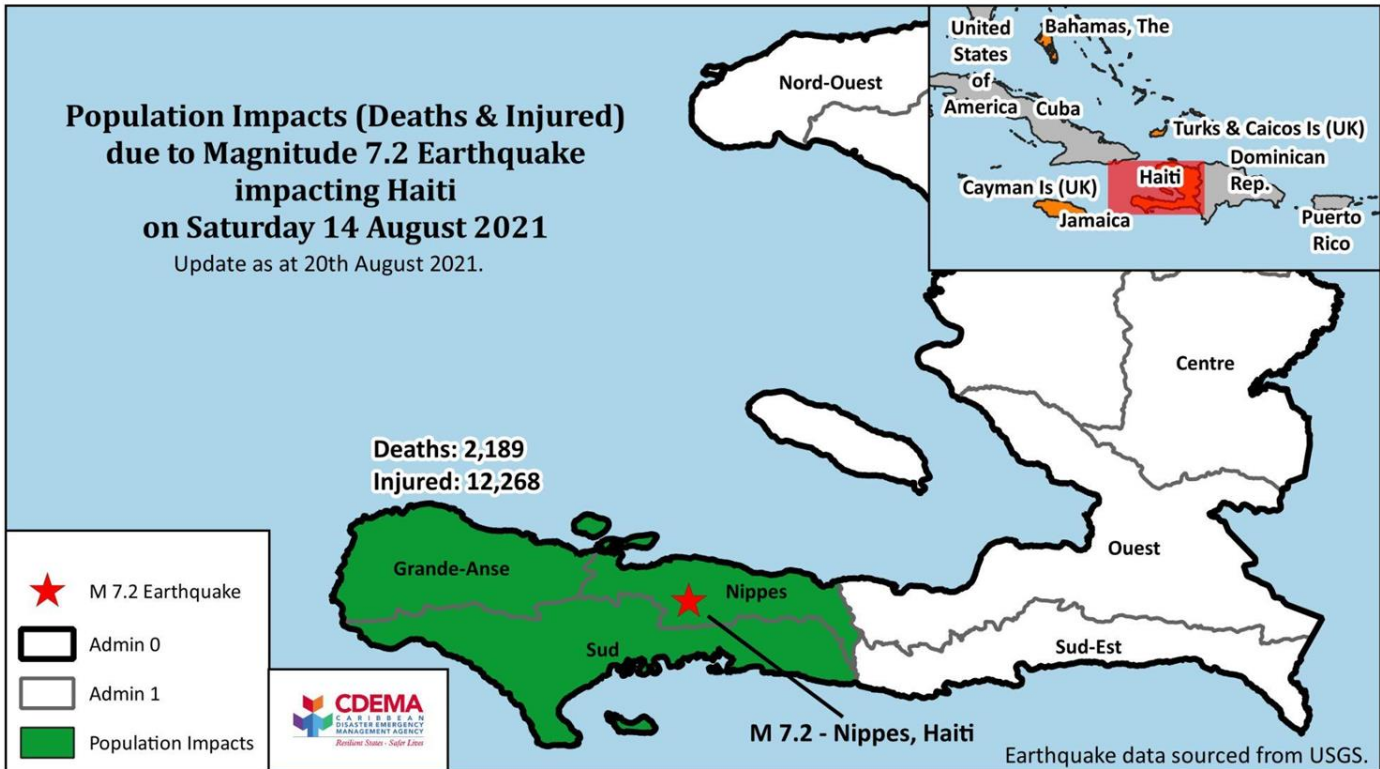 Population Impacts (Deaths & Injured)
due to Magnitude 7.2 Earthquake
impacting Haiti
on Saturday 14 August 2021
Update as at 20th August 2021.
United
States
of
America
Bahamas, The
Cuba
Turks & Caicos Is (UK)
Dominican
Rep.
Haiti
Cayman Is (UK)
Jamaica
Puerto
Rico
Nord-Ouest
Centre
Deaths: 2,189
Injured: 12,268
Ouest
Grande-Anse
Nippes
Sud
Sud-Est
M 7.2 - Nippes, Haiti
M 7.2 Earthquake
Admin 0
Admin 1
Population Impacts
CDEMA
CARIBBEAN
DISASTER EMERGENCY
MANAGEMENT AGENCY
Resilient States - Safer Lives
Earthquake data sourced from USGS.